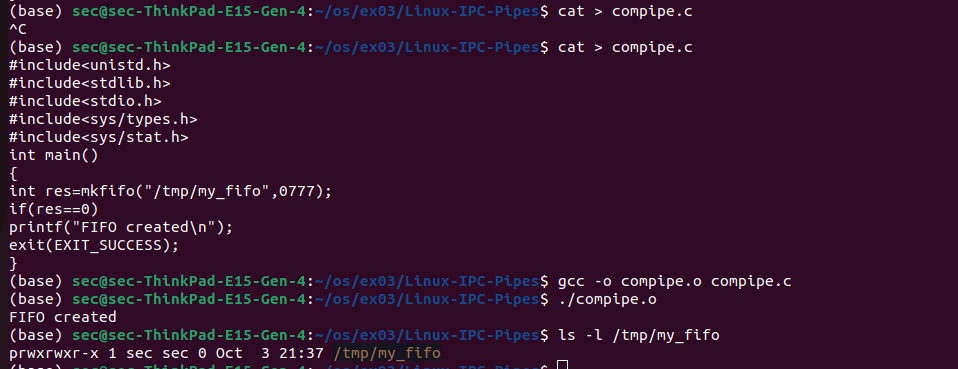 (base) sec@sec-ThinkPad-E15-Gen-4:~/os/ex03/Linux-IPC-Pipes$ cat > compipe.c
^C
(base) sec@sec-ThinkPad-E15-Gen-4:~/os/ex03/Linux-IPC-Pipes$ cat > compipe.c
#include<unistd.h>
#include<stdlib.h>
#include<stdio.h>
#include<sys/types.h>
#include<sys/stat.h>
int main()
{
int res=mkfifo("/tmp/my_fifo",0777);
if(res==0)
printf("FIFO created\n");
exit(EXIT_SUCCESS);
}
(base) sec@sec-ThinkPad-E15-Gen-4:~/os/ex03/Linux-IPC-Pipes$ gcc -o compipe.o compipe.c
(base) sec@sec-ThinkPad-E15-Gen-4:~/os/ex03/Linux-IPC-Pipes$ ./compipe.o
FIFO created
(base) sec@sec-ThinkPad-E15-Gen-4:~/os/ex03/Linux-IPC-Pipes$ ls -l /tmp/my_fifo
prwxrwxr-x 1 sec sec 0 Oct  3 21:37 /tmp/my_fifo
(base) sec@sec-ThinkPad-E15-Gen-4:~/os/ex03/Linux-IPC-Pipes$